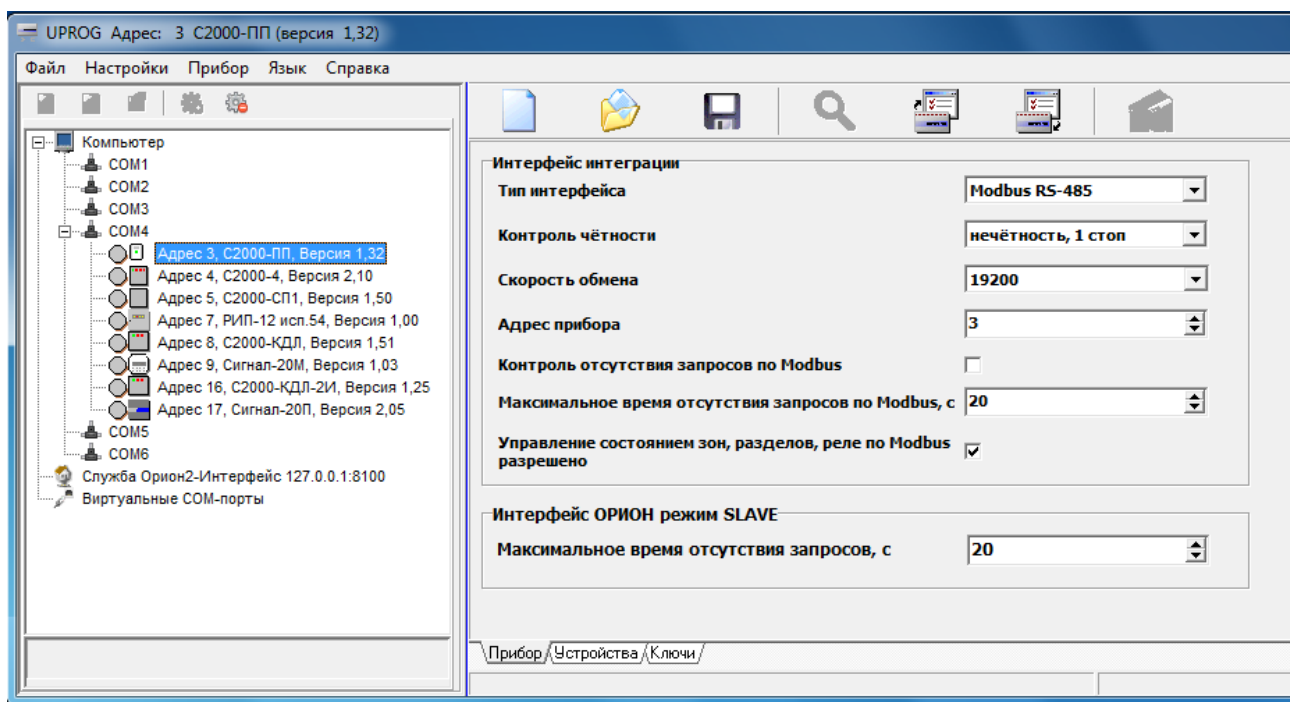 UPROG Адрес: 3 С2000-ПП (версия 1,32)
Файл Настройки Прибор Язык Справка
Компьютер
COM1
COM2
COM3
COM4
Адрес 3, С2000-ПП, Версия 1,32
Адрес 4, С2000-4, Версия 2,10
Адрес 5, С2000-СП1, Версия 1,50
Адрес 7, РИП-12 исп.54, Версия 1,00
Адрес 8, С2000-КДЛ, Версия 1,51
Адрес 9, Сигнал-20М, Версия 1,03
Адрес 16, С2000-КДЛ-2И, Версия 1,25
Адрес 17, Сигнал-20П, Версия 2,05
COM5
COM6
Служба Орион2-Интерфейс 127.0.0.1:8100
Виртуальные COM-порты
Интерфейс интеграции
Тип интерфейса Modbus RS-485
Контроль чётности нечётность, 1 стоп
Скорость обмена 19200
Адрес прибора 3
Контроль отсутствия запросов по Modbus
Максимальное время отсутствия запросов по Modbus, с 20
Управление состоянием зон, разделов, реле по Modbus
разрешено
Интерфейс ОРИОН режим SLAVE
Максимальное время отсутствия запросов, с 20
Прибор Устройства Ключи